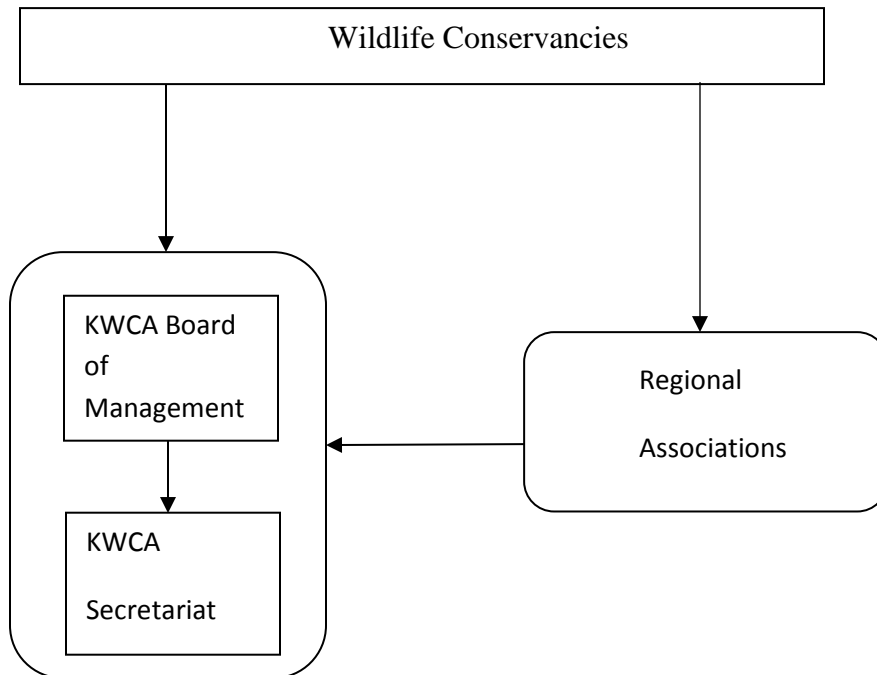 Wildlife Conservancies
KWCA Board
of
Management
Regional
Associations
KWCA
Secretariat